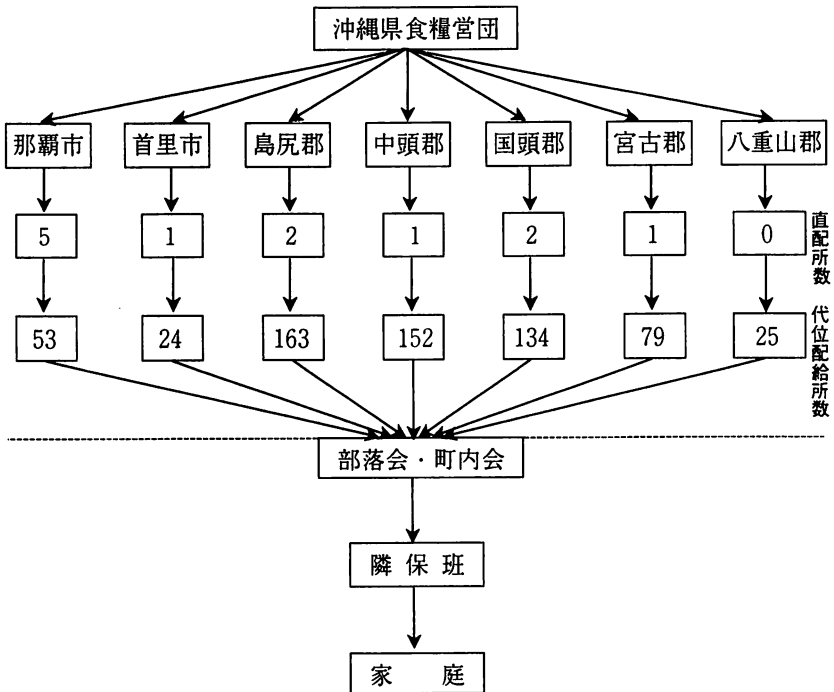 沖縄県食糧営団
那覇市 首里市 島尻郡 中頭郡 国頭郡 宮古郡 八重山郡
5 1 2 1 2 1 0 直配所数
53 24 163 152 134 79 25 代位配給所数
部落会・町内会
隣保班
家庭